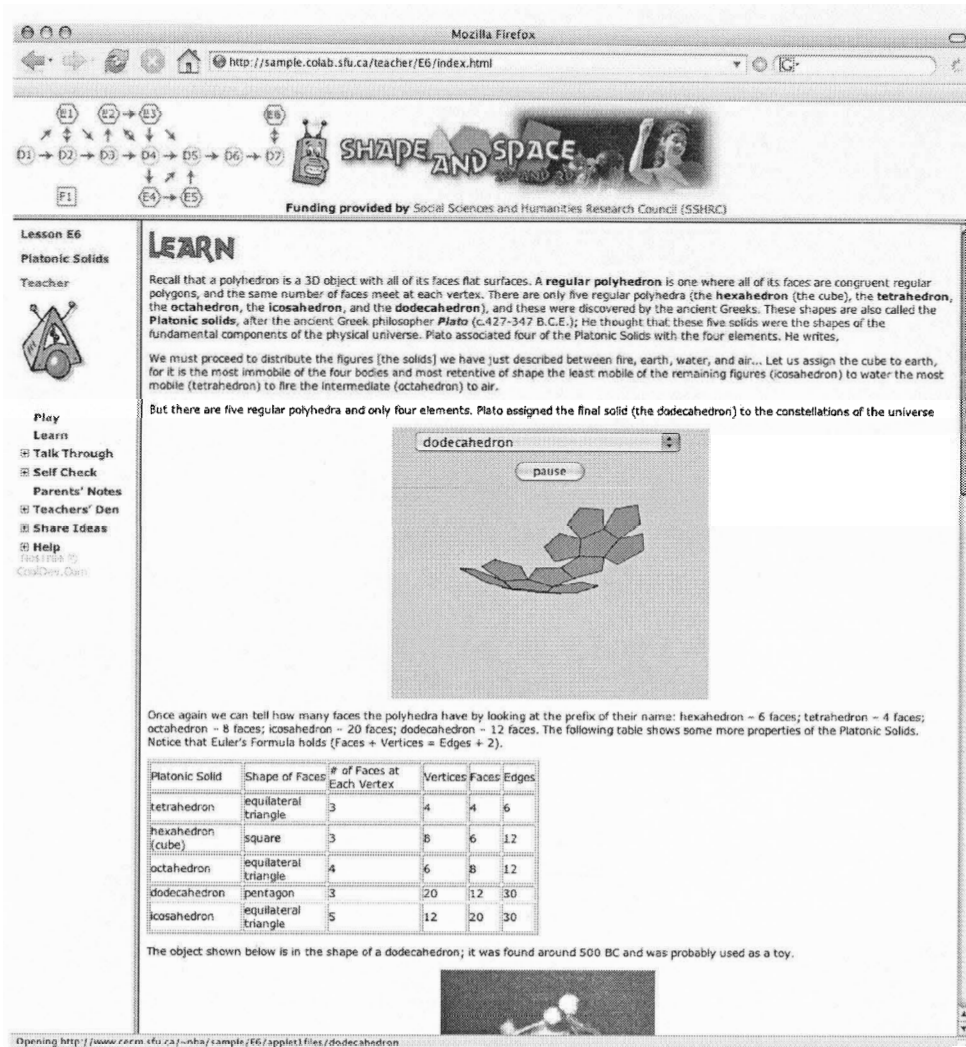 Mozilla Firefox
http://sample.colab.sfu.ca/teacher/E6/index.html
G
E1 E2 E3 E6
D1 D2 D3 D4 D5 D6 D7
F1 E4 E5
SHAPE AND SPACE
2D AND 3D
Funding provided by Social Sciences and Humanities Research Council (SSHRC)
Lesson E6
Platonic Solids
Teacher
Play
Learn
Talk Through
Self Check
Parents' Notes
Teachers' Den
Share Ideas
Help
CoolDev.Com
LEARN
Recall that a polyhedron is a 3D object with all of its faces flat surfaces. A regular polyhedron is one where all of its faces are congruent regular
polygons, and the same number of faces meet at each vertex. There are only five regular polyhedra (the hexahedron (the cube), the tetrahedron,
the octahedron, the icosahedron, and the dodecahedron), and these were discovered by the ancient Greeks. These shapes are also called the
Platonic solids, after the ancient Greek philosopher Plato (c.427-347 B.C.E.); He thought that these five solids were the shapes of the
fundamental components of the physical universe. Plato associated four of the Platonic Solids with the four elements. He writes,
We must proceed to distribute the figures [the solids] we have just described between fire, earth, water, and air... Let us assign the cube to earth,
for it is the most immobile of the four bodies and most retentive of shape the least mobile of the remaining figures (icosahedron) to water the most
mobile (tetrahedron) to fire the intermediate (octahedron) to air.
But there are five regular polyhedra and only four elements. Plato assigned the final solid (the dodecahedron) to the constellations of the universe
dodecahedron
pause
Once again we can tell how many faces the polyhedra have by looking at the prefix of their name: hexahedron – 6 faces; tetrahedron – 4 faces;
octahedron – 8 faces; icosahedron – 20 faces; dodecahedron – 12 faces. The following table shows some more properties of the Platonic Solids.
Notice that Euler's Formula holds (Faces + Vertices = Edges + 2).
Platonic Solid Shape of Faces # of Faces at Each Vertex Vertices Faces Edges
tetrahedron equilateral triangle 3 4 4 6
hexahedron (cube) square 3 8 6 12
octahedron equilateral triangle 4 6 8 12
dodecahedron pentagon 3 20 12 30
icosahedron equilateral triangle 5 12 20 30
The object shown below is in the shape of a dodecahedron; it was found around 500 BC and was probably used as a toy.
Opening http://www.cecm.sfu.ca/~nha/sample/E6/applet1files/dodecahedron